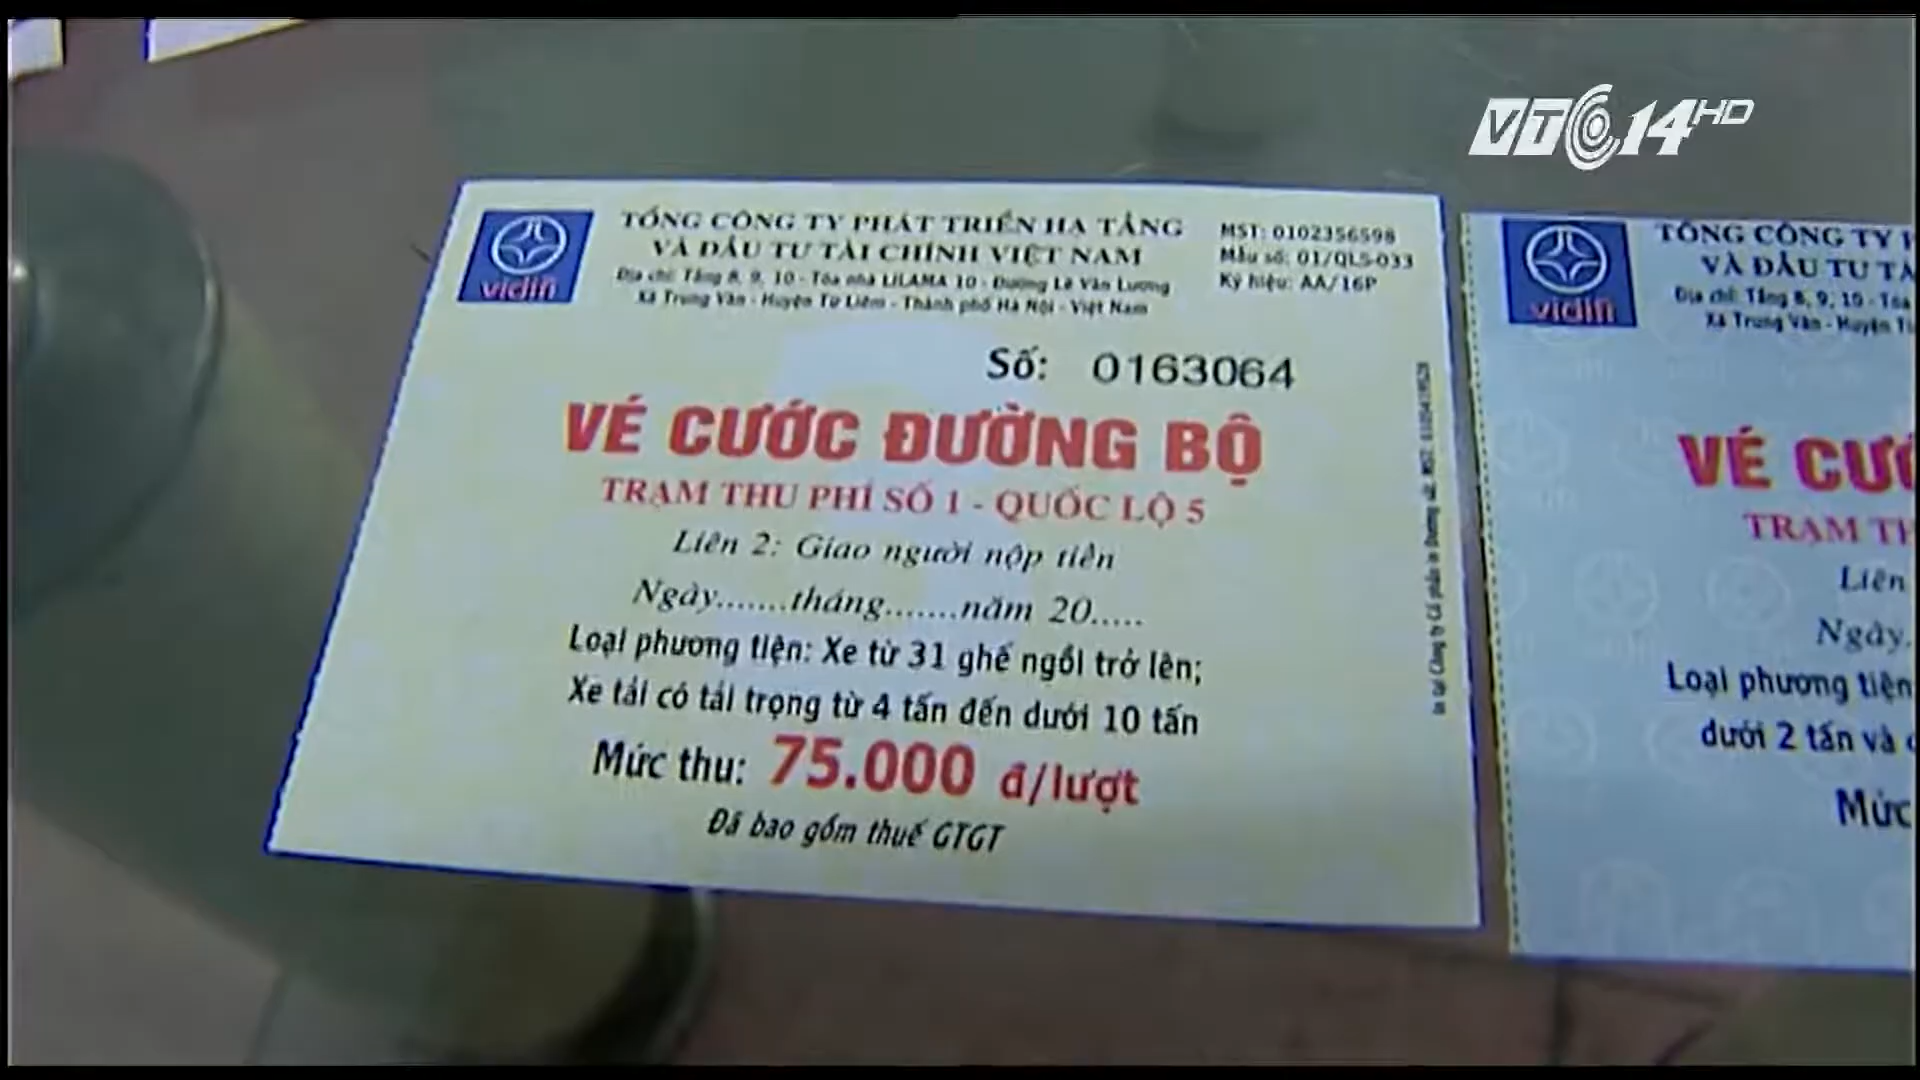 VTC14 HD
vidifi
TỔNG CÔNG TY PHÁT TRIỂN HẠ TẦNG
VÀ ĐẦU TƯ TÀI CHÍNH VIỆT NAM
Địa chỉ: Tầng 8, 9, 10 - Tòa nhà LILAMA 10 - Đường Lê Văn Lương
Xã Trung Văn - Huyện Từ Liêm - Thành phố Hà Nội - Việt Nam
MST: 0102356598
Mẫu số: 01/QL5-033
Ký hiệu: AA/16P
Số: 0163064
VÉ CƯỚC ĐƯỜNG BỘ
TRẠM THU PHÍ SỐ 1 - QUỐC LỘ 5
Liên 2: Giao người nộp tiền
Ngày.......tháng.......năm 20.....
Loại phương tiện: Xe từ 31 ghế ngồi trở lên;
Xe tải có tải trọng từ 4 tấn đến dưới 10 tấn
Mức thu: 75.000 đ/lượt
Đã bao gồm thuế GTGT
vidifi
TỔNG CÔNG TY
VÀ ĐẦU TƯ
Địa chỉ: Tầng 8, 9, 10 - Tòa
Xã Trung Văn - Huyện
VÉ
TRẠM
Liên
Ngày.
Loại phương tiện
dưới 2 tấn và
Mức